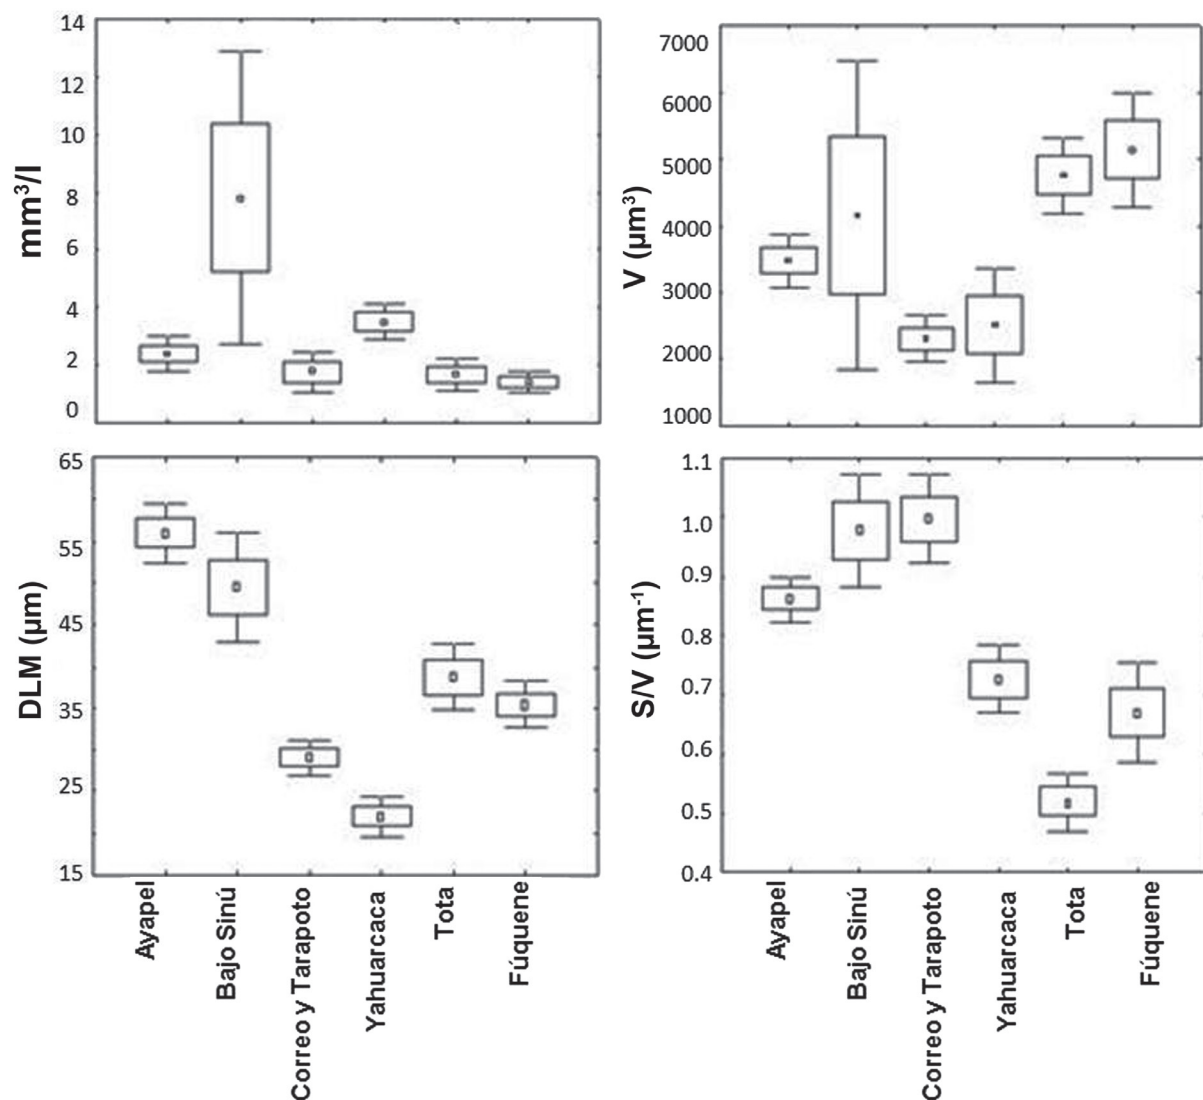 mm³/l
14
12
10
8
6
4
2
0
V (µm³)
7000
6000
5000
4000
3000
2000
1000
DLM (µm)
65
55
45
35
25
15
S/V (µm⁻¹)
1.1
1.0
0.9
0.8
0.7
0.6
0.5
0.4
Ayapel
Bajo Sinú
Correo y Tarapoto
Yahuarcaca
Tota
Fúquene
Ayapel
Bajo Sinú
Correo y Tarapoto
Yahuarcaca
Tota
Fúquene